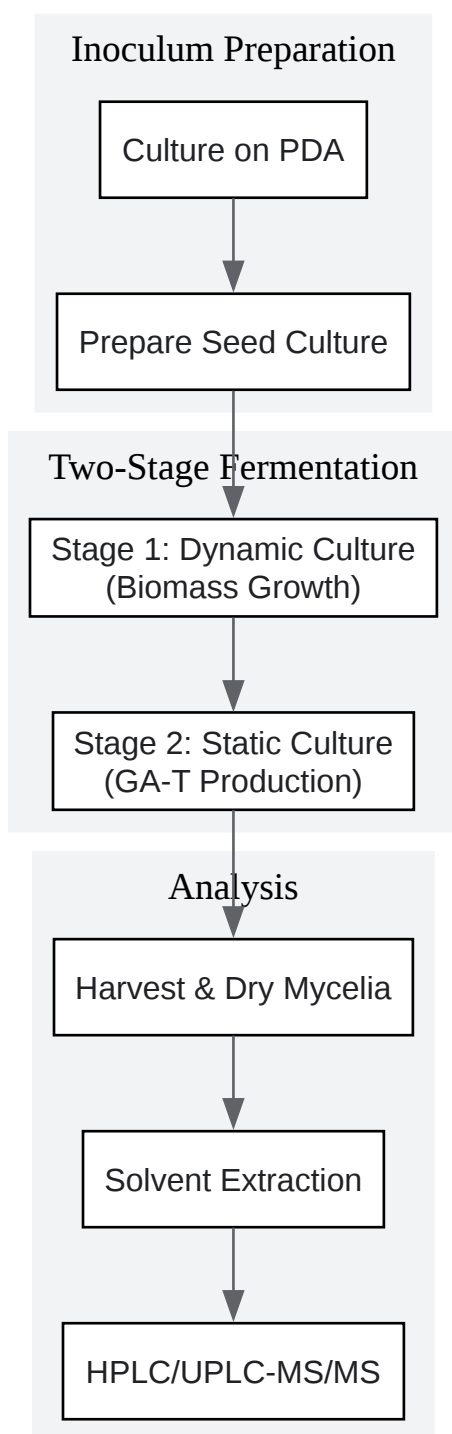 Inoculum Preparation
Culture on PDA
Prepare Seed Culture
Two-Stage Fermentation
Stage 1: Dynamic Culture
(Biomass Growth)
Stage 2: Static Culture
(GA-T Production)
Analysis
Harvest & Dry Mycelia
Solvent Extraction
HPLC/UPLC-MS/MS